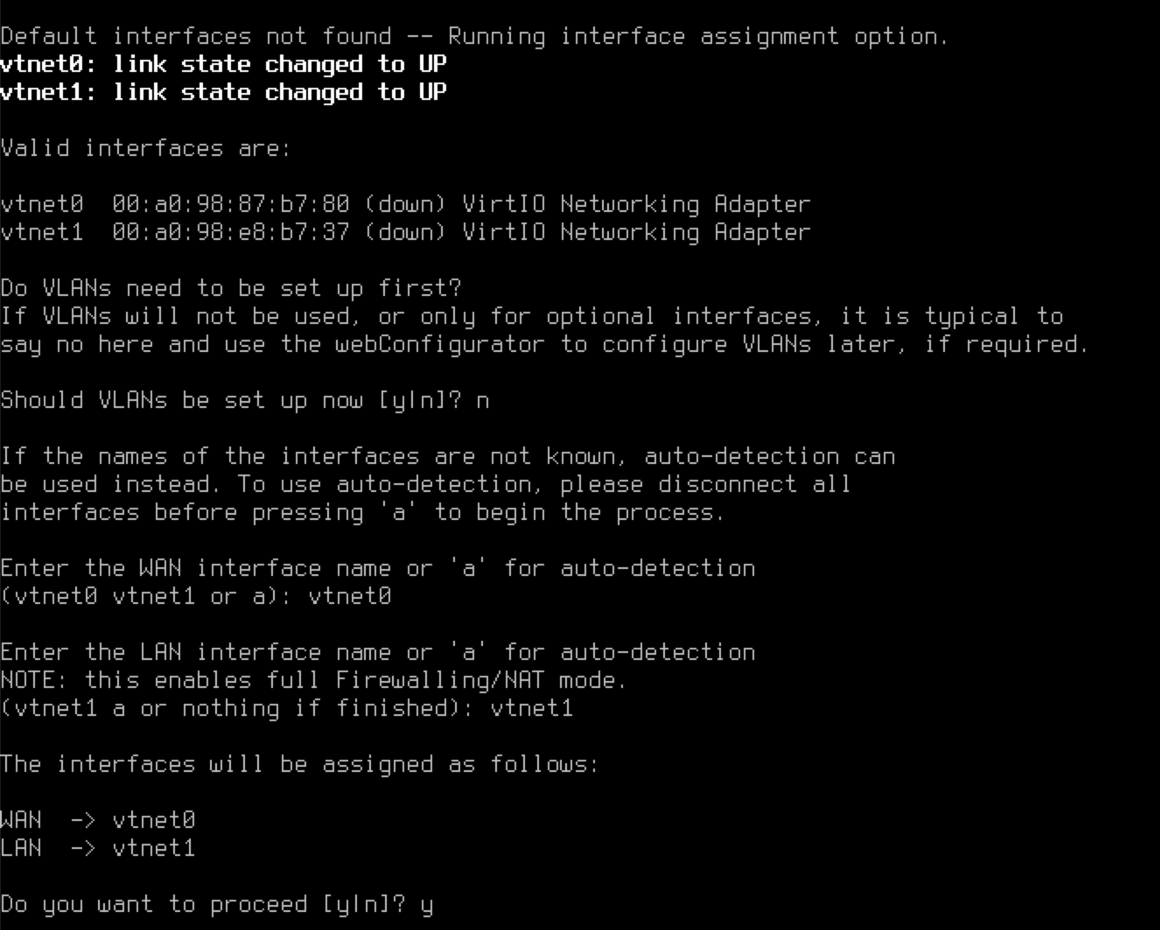 Default interfaces not found -- Running interface assignment option.
vtnet0: link state changed to UP
vtnet1: link state changed to UP
Valid interfaces are:
vtnet0  00:a0:98:87:b7:80 (down) VirtIO Networking Adapter
vtnet1  00:a0:98:e8:b7:37 (down) VirtIO Networking Adapter
Do VLANs need to be set up first?
If VLANs will not be used, or only for optional interfaces, it is typical to
say no here and use the webConfigurator to configure VLANs later, if required.
Should VLANs be set up now [y|n]? n
If the names of the interfaces are not known, auto-detection can
be used instead. To use auto-detection, please disconnect all
interfaces before pressing 'a' to begin the process.
Enter the WAN interface name or 'a' for auto-detection
(vtnet0 vtnet1 or a): vtnet0
Enter the LAN interface name or 'a' for auto-detection
NOTE: this enables full Firewalling/NAT mode.
(vtnet1 a or nothing if finished): vtnet1
The interfaces will be assigned as follows:
WAN  -> vtnet0
LAN  -> vtnet1
Do you want to proceed [y|n]? y